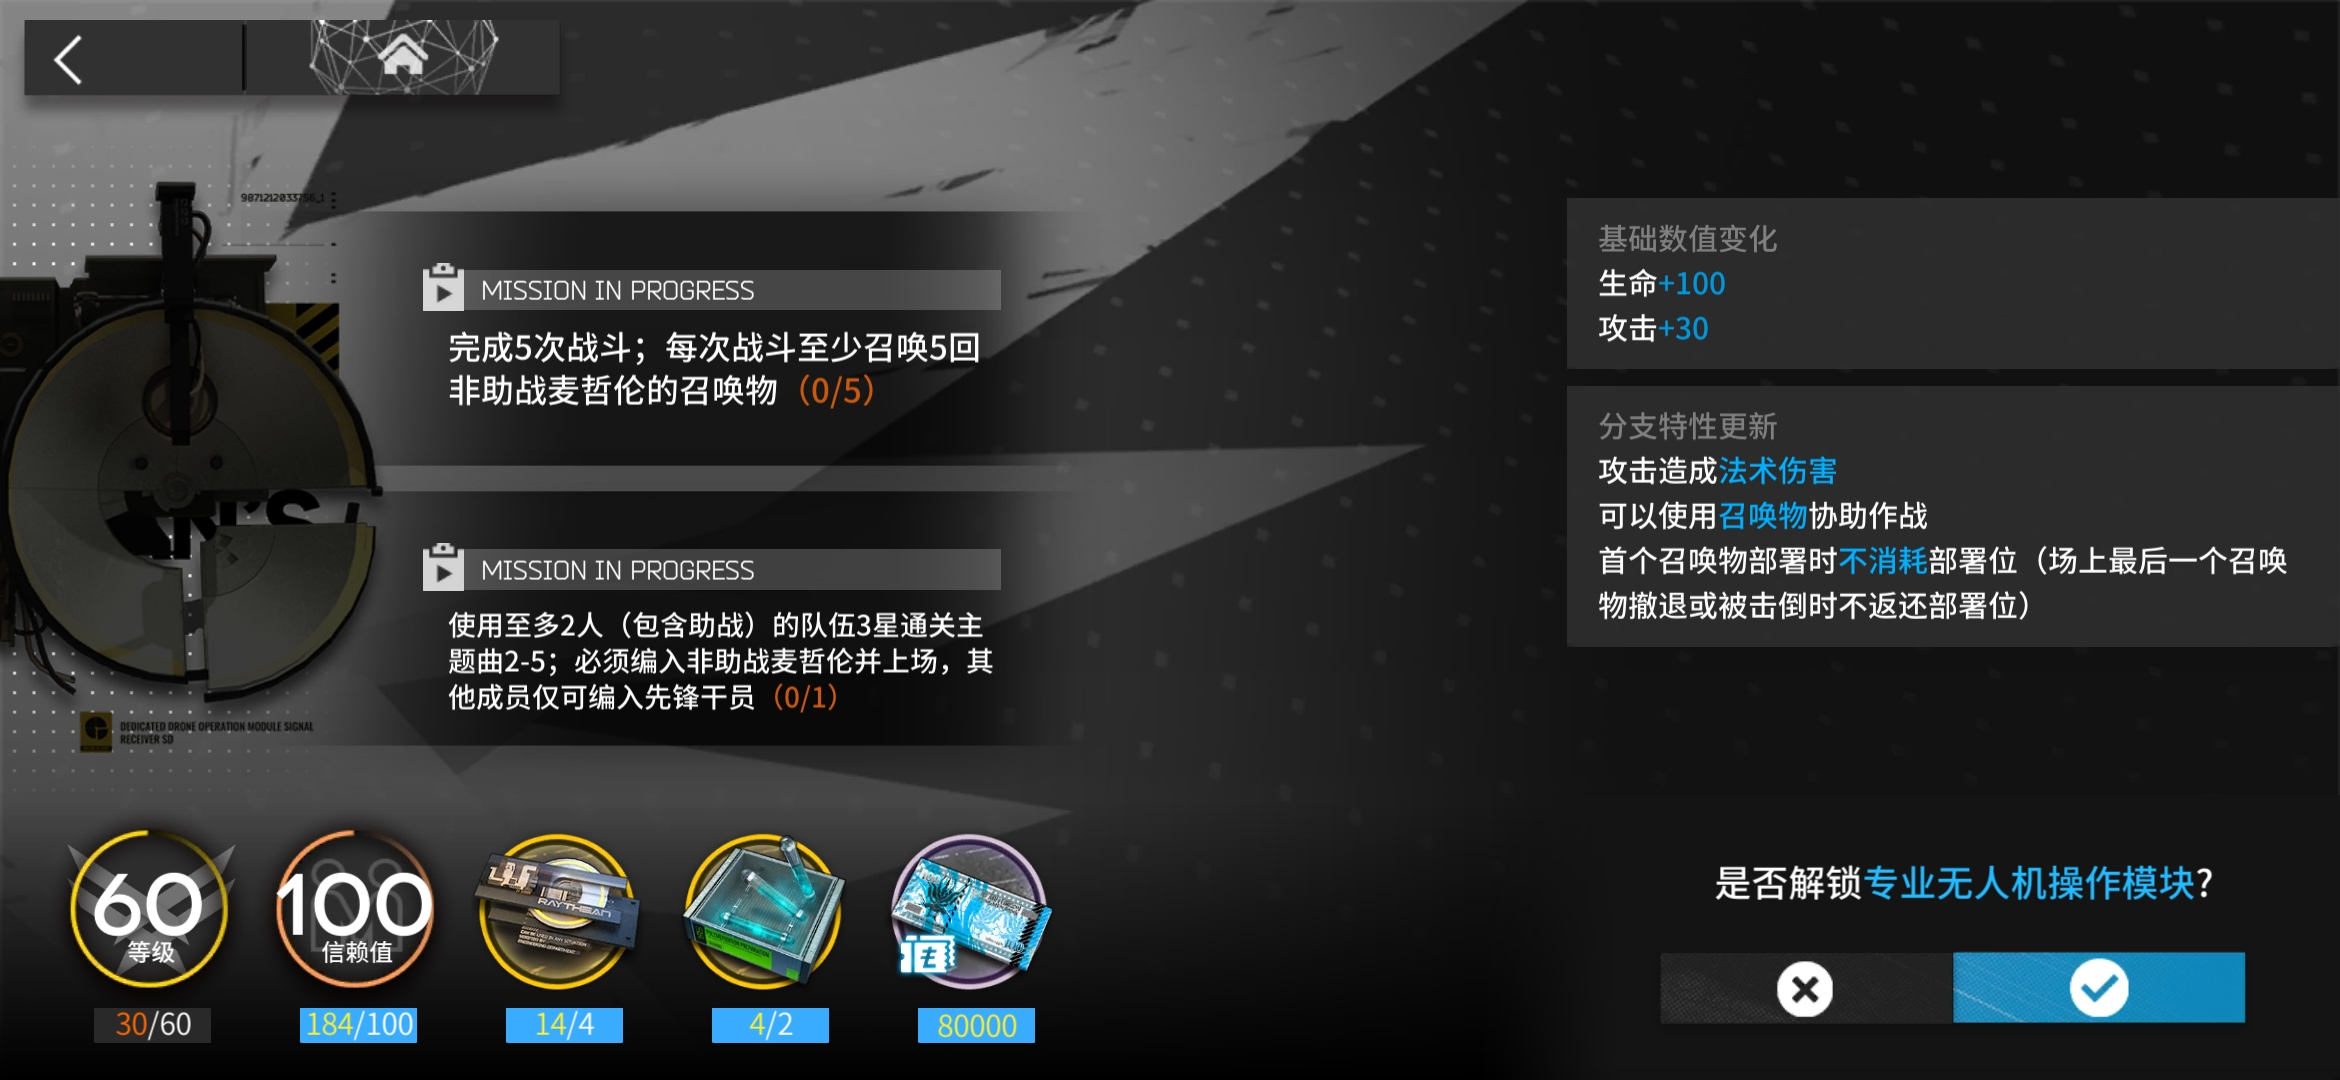 9871212033756_1
MISSION IN PROGRESS
完成5次战斗；每次战斗至少召唤5回
非助战麦哲伦的召唤物（0/5）
MISSION IN PROGRESS
使用至多2人（包含助战）的队伍3星通关主
题曲2-5；必须编入非助战麦哲伦并上场，其
他成员仅可编入先锋干员（0/1）
DEDICATED DRONE OPERATION MODULE SIGNAL
RECEIVER SD
基础数值变化
生命+100
攻击+30
分支特性更新
攻击造成法术伤害
可以使用召唤物协助作战
首个召唤物部署时不消耗部署位（场上最后一个召唤
物撤退或被击倒时不返还部署位）
60
等级
30/60
100
信赖值
184/100
RAYTHEAN
14/4
4/2
80000
是否解锁专业无人机操作模块?